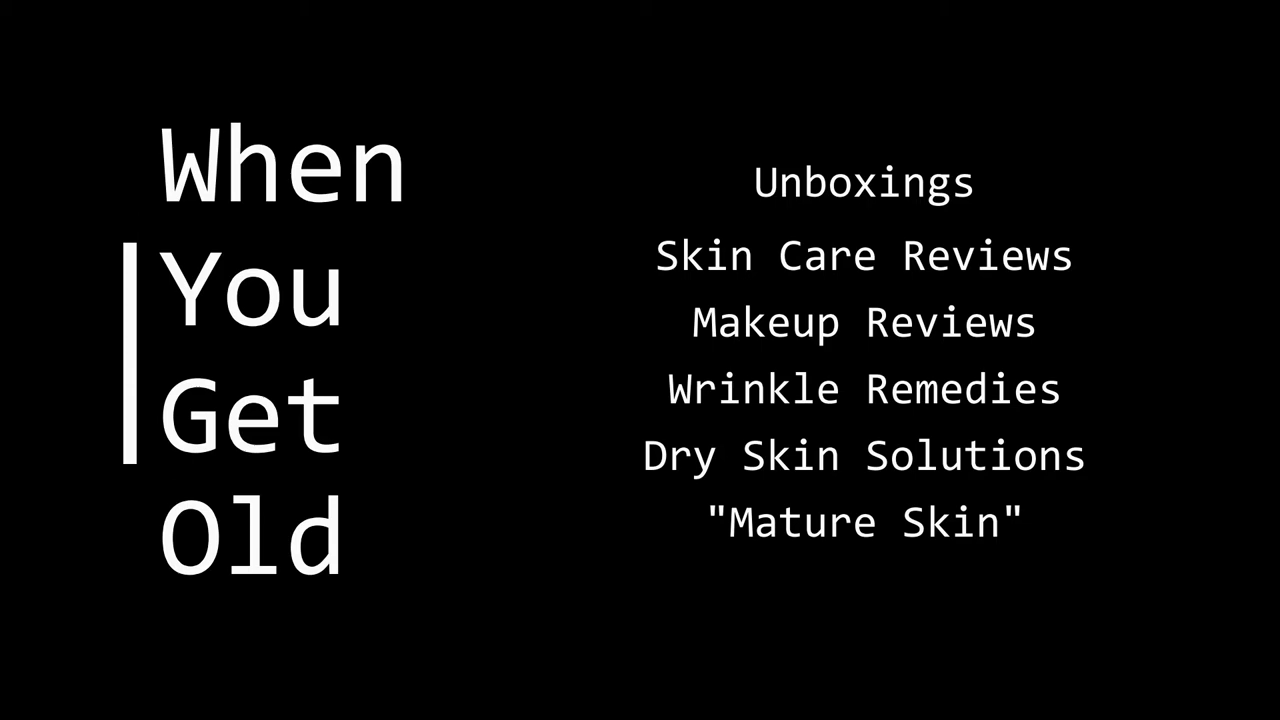 When
You
Get
Old
Unboxings
Skin Care Reviews
Makeup Reviews
Wrinkle Remedies
Dry Skin Solutions
"Mature Skin"